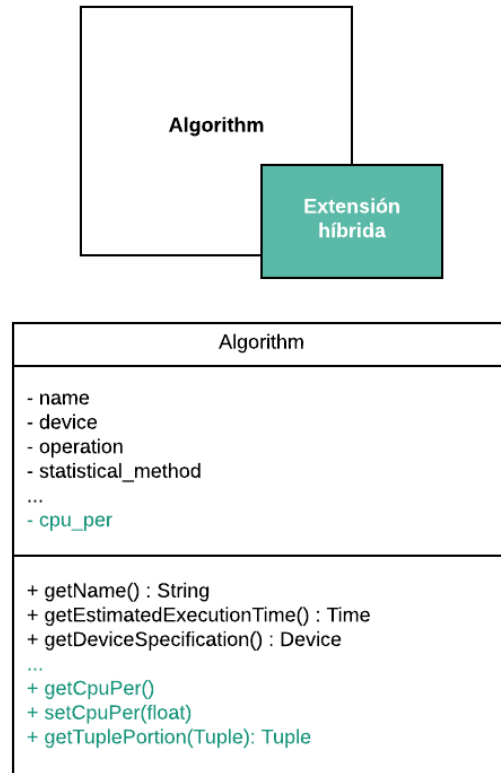 Algorithm
Extensión
híbrida
Algorithm
- name
- device
- operation
- statistical_method
...
- cpu_per
+ getName() : String
+ getEstimatedExecutionTime() : Time
+ getDeviceSpecification() : Device
...
+ getCpuPer()
+ setCpuPer(float)
+ getTuplePortion(Tuple): Tuple